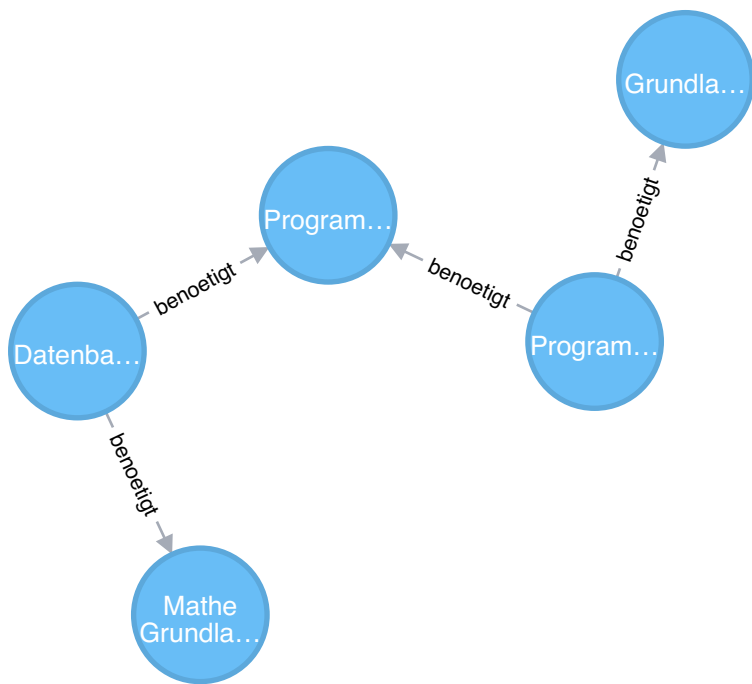 Grundla…
Program…
benoetigt
benoetigt
benoetigt
Program…
Datenba…
benoetigt
Mathe
Grundla…